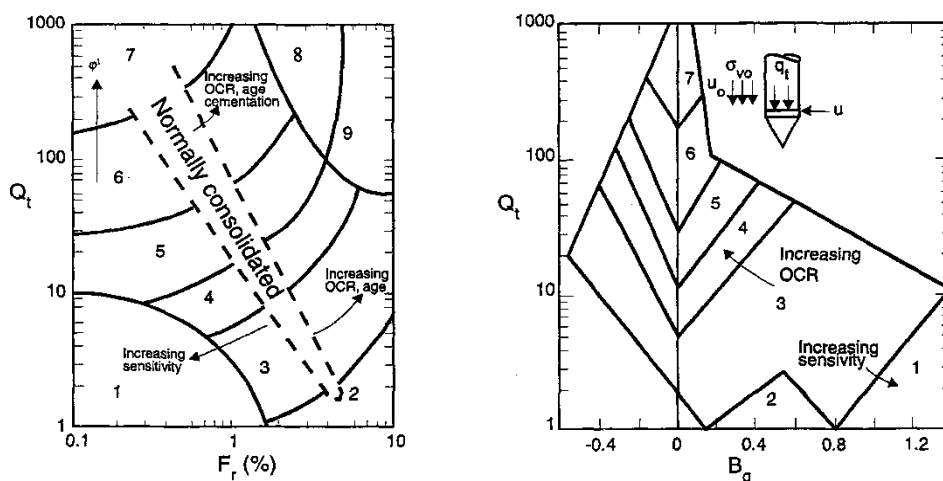 1000
100
10
1
Q_t
0.1
1
10
F_r (%)
7
φ'
6
5
4
3
1
2
8
9
Increasing
OCR, age
cementation
Normally consolidated
Increasing
OCR, age
Increasing
sensitivity
1000
100
10
1
Q_t
-0.4
0
0.4
0.8
1.2
B_q
7
6
5
4
3
2
1
u_o
σ_vo
q_t
u
Increasing
OCR
Increasing
sensivity